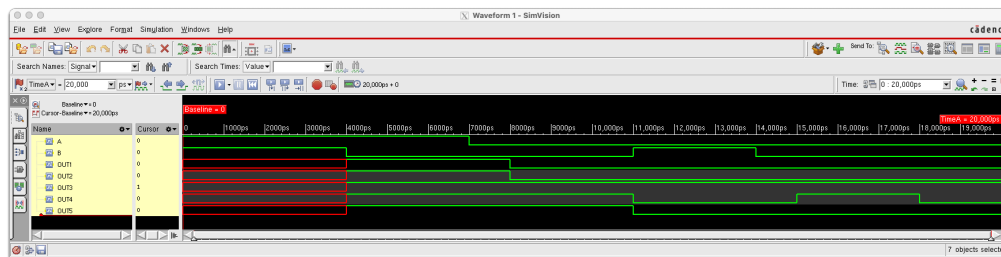 Waveform 1 - SimVision
File Edit View Explore Format Simulation Windows Help cādenc
Send To:
Search Names: Signal Search Times: Value
TimeA = 20,000 ps 20,000ps + 0 Time: 0 : 20,000ps
Baseline = 0
Cursor-Baseline = 20,000ps
Baseline = 0
TimeA = 20,000ps
Name Cursor 0 1000ps 2000ps 3000ps 4000ps 5000ps 6000ps 7000ps 8000ps 9000ps 10,000ps 11,000ps 12,000ps 13,000ps 14,000ps 15,000ps 16,000ps 17,000ps 18,000ps 19,000ps
A 0
B 0
OUT1 0
OUT2 0
OUT3 1
OUT4 0
OUT5 0
7 objects select